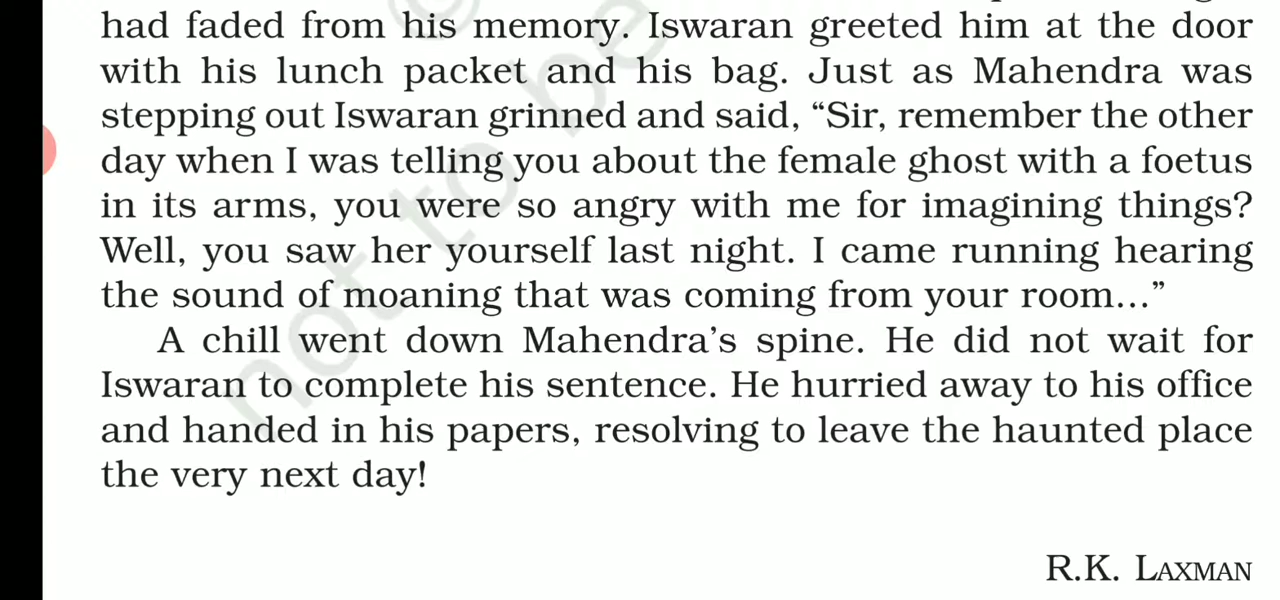 had faded from his memory. Iswaran greeted him at the door
with his lunch packet and his bag. Just as Mahendra was
stepping out Iswaran grinned and said, “Sir, remember the other
day when I was telling you about the female ghost with a foetus
in its arms, you were so angry with me for imagining things?
Well, you saw her yourself last night. I came running hearing
the sound of moaning that was coming from your room...”
A chill went down Mahendra’s spine. He did not wait for
Iswaran to complete his sentence. He hurried away to his office
and handed in his papers, resolving to leave the haunted place
the very next day!
R.K. LAXMAN
not to be